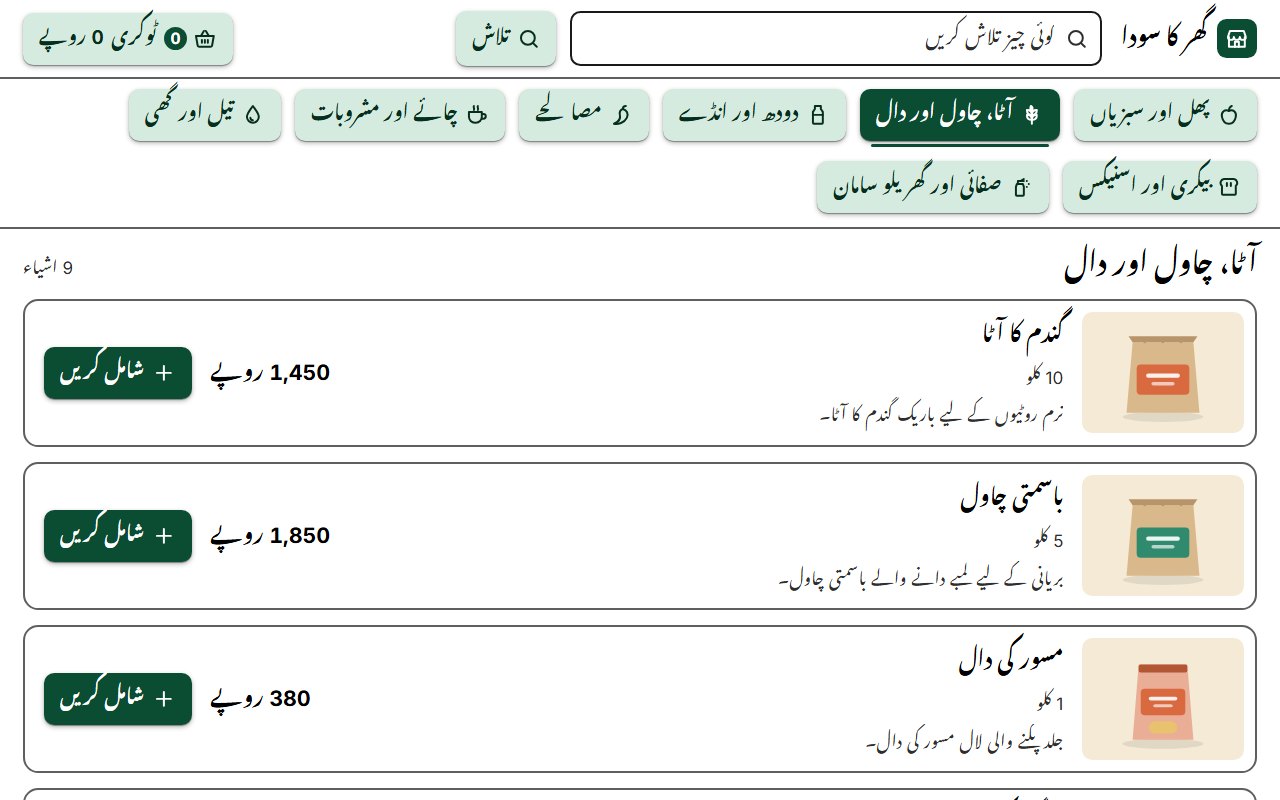 گھر کا سودا
کوئی چیز تلاش کریں
تلاش
ٹوکری 0 0 روپے
پھل اور سبزیاں
آٹا، چاول اور دال
دودھ اور انڈے
مصالحے
چائے اور مشروبات
تیل اور گھی
بیکری اور اسنیکس
صفائی اور گھریلو سامان
آٹا، چاول اور دال
9 اشیاء
گندم کا آٹا
10 کلو
نرم روٹیوں کے لیے باریک گندم کا آٹا۔
1,450 روپے
شامل کریں
باسمتی چاول
5 کلو
بریانی کے لیے لمبے دانے والے باسمتی چاول۔
1,850 روپے
شامل کریں
مسور کی دال
1 کلو
جلد پکنے والی لال مسور کی دال۔
380 روپے
شامل کریں